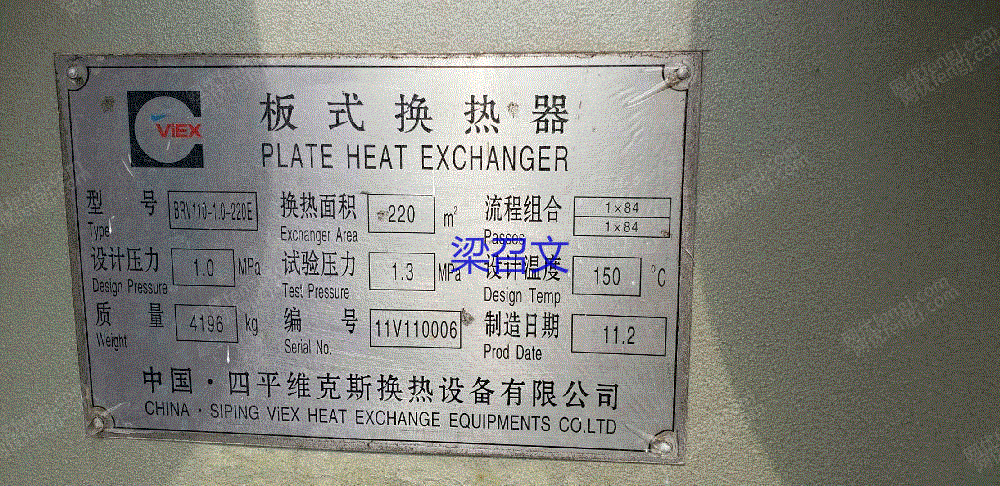 VIEX
板式换热器
PLATE HEAT EXCHANGER
型 号 BRV110-1.0-220E 换热面积 220 m² 流程组合 1×84
Type Exchanger Area Passes 1×84
设计压力 1.0 MPa 试验压力 1.3 MPa 设计温度 150 °C
Design Pressure Test Pressure Design Temp
梁召文
质 量 4196 kg 编 号 11V110006 制造日期 11.2
Weight Serial No. Prod Date
中国·四平维克斯换热设备有限公司
CHINA · SIPING ViEX HEAT EXCHANGE EQUIPMENTS CO.LTD